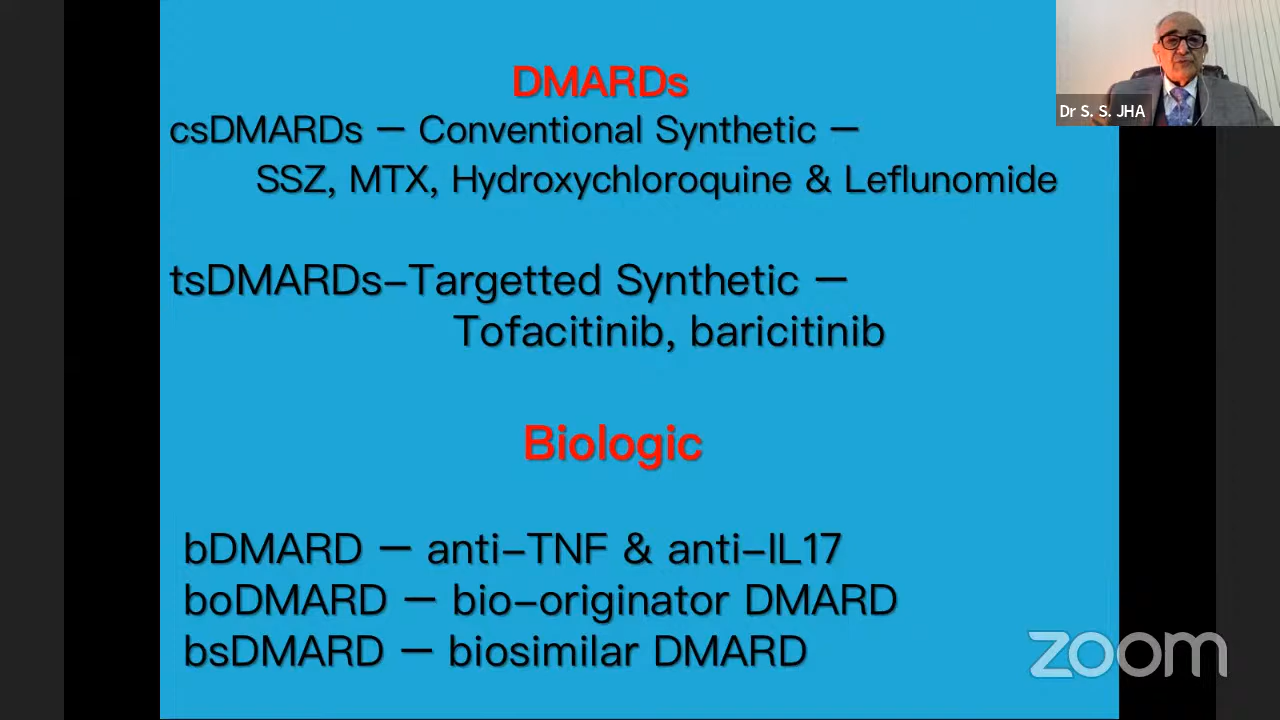 DMARDs
csDMARDs – Conventional Synthetic –
SSZ, MTX, Hydroxychloroquine & Leflunomide
tsDMARDs-Targetted Synthetic –
Tofacitinib, baricitinib
Biologic
bDMARD – anti-TNF & anti-IL17
boDMARD – bio-originator DMARD
bsDMARD – biosimilar DMARD
Dr S. S. JHA
zoom